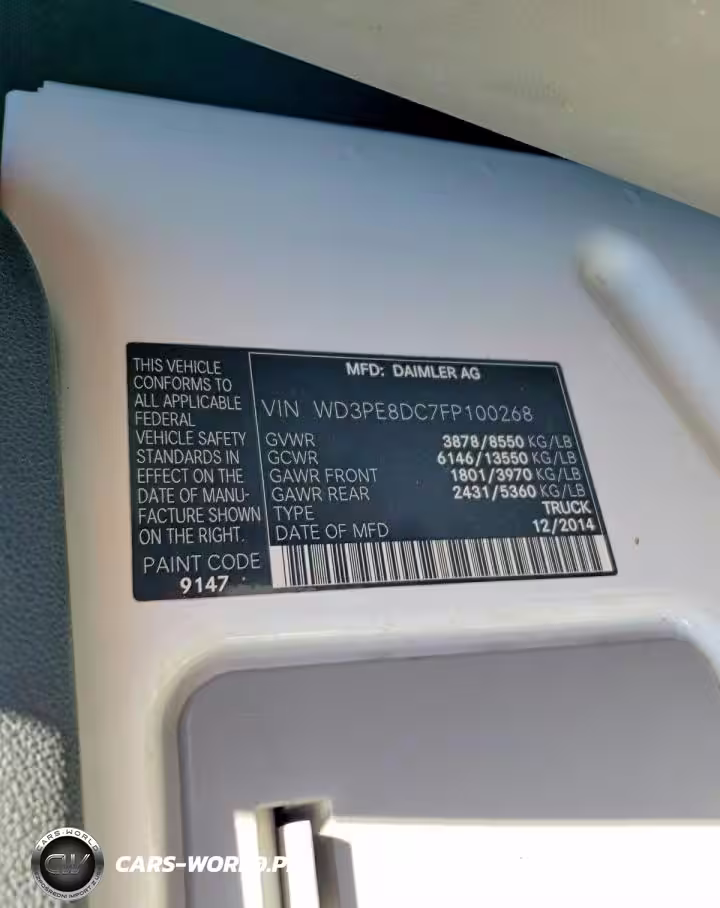 THIS VEHICLE
CONFORMS TO
ALL APPLICABLE
FEDERAL
VEHICLE SAFETY
STANDARDS IN
EFFECT ON THE
DATE OF MANU-
FACTURE SHOWN
ON THE RIGHT.
PAINT CODE
9147
MFD: DAIMLER AG
VIN WD3PE8DC7FP100268
GVWR 3878/8550 KG/LB
GCWR 6146/13550 KG/LB
GAWR FRONT 1801/3970 KG/LB
GAWR REAR 2431/5360 KG/LB
TYPE TRUCK
DATE OF MFD 12/2014
CARS-WORLD
CW
CARS-WORLD.P